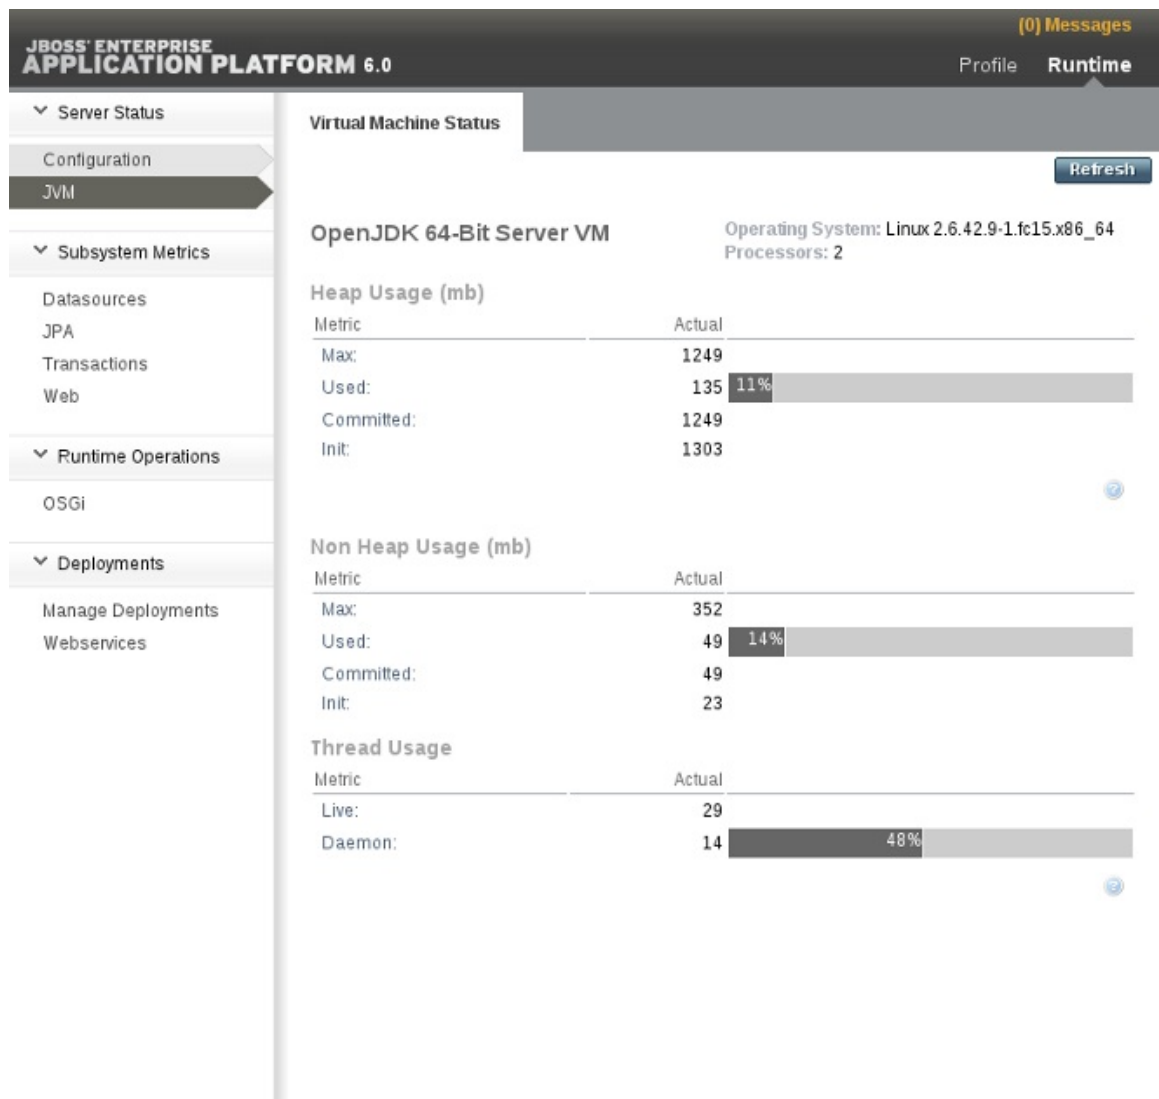 (0) Messages
JBOSS' ENTERPRISE
APPLICATION PLATFORM 6.0
Profile Runtime
Server Status
Configuration
JVM
Subsystem Metrics
Datasources
JPA
Transactions
Web
Runtime Operations
OSGi
Deployments
Manage Deployments
Webservices
Virtual Machine Status
Refresh
OpenJDK 64-Bit Server VM
Operating System: Linux 2.6.42.9-1.fc15.x86_64
Processors: 2
Heap Usage (mb)
Metric Actual
Max: 1249
Used: 135 11%
Committed: 1249
Init: 1303
?
Non Heap Usage (mb)
Metric Actual
Max: 352
Used: 49 14%
Committed: 49
Init: 23
Thread Usage
Metric Actual
Live: 29
Daemon: 14 48%
?